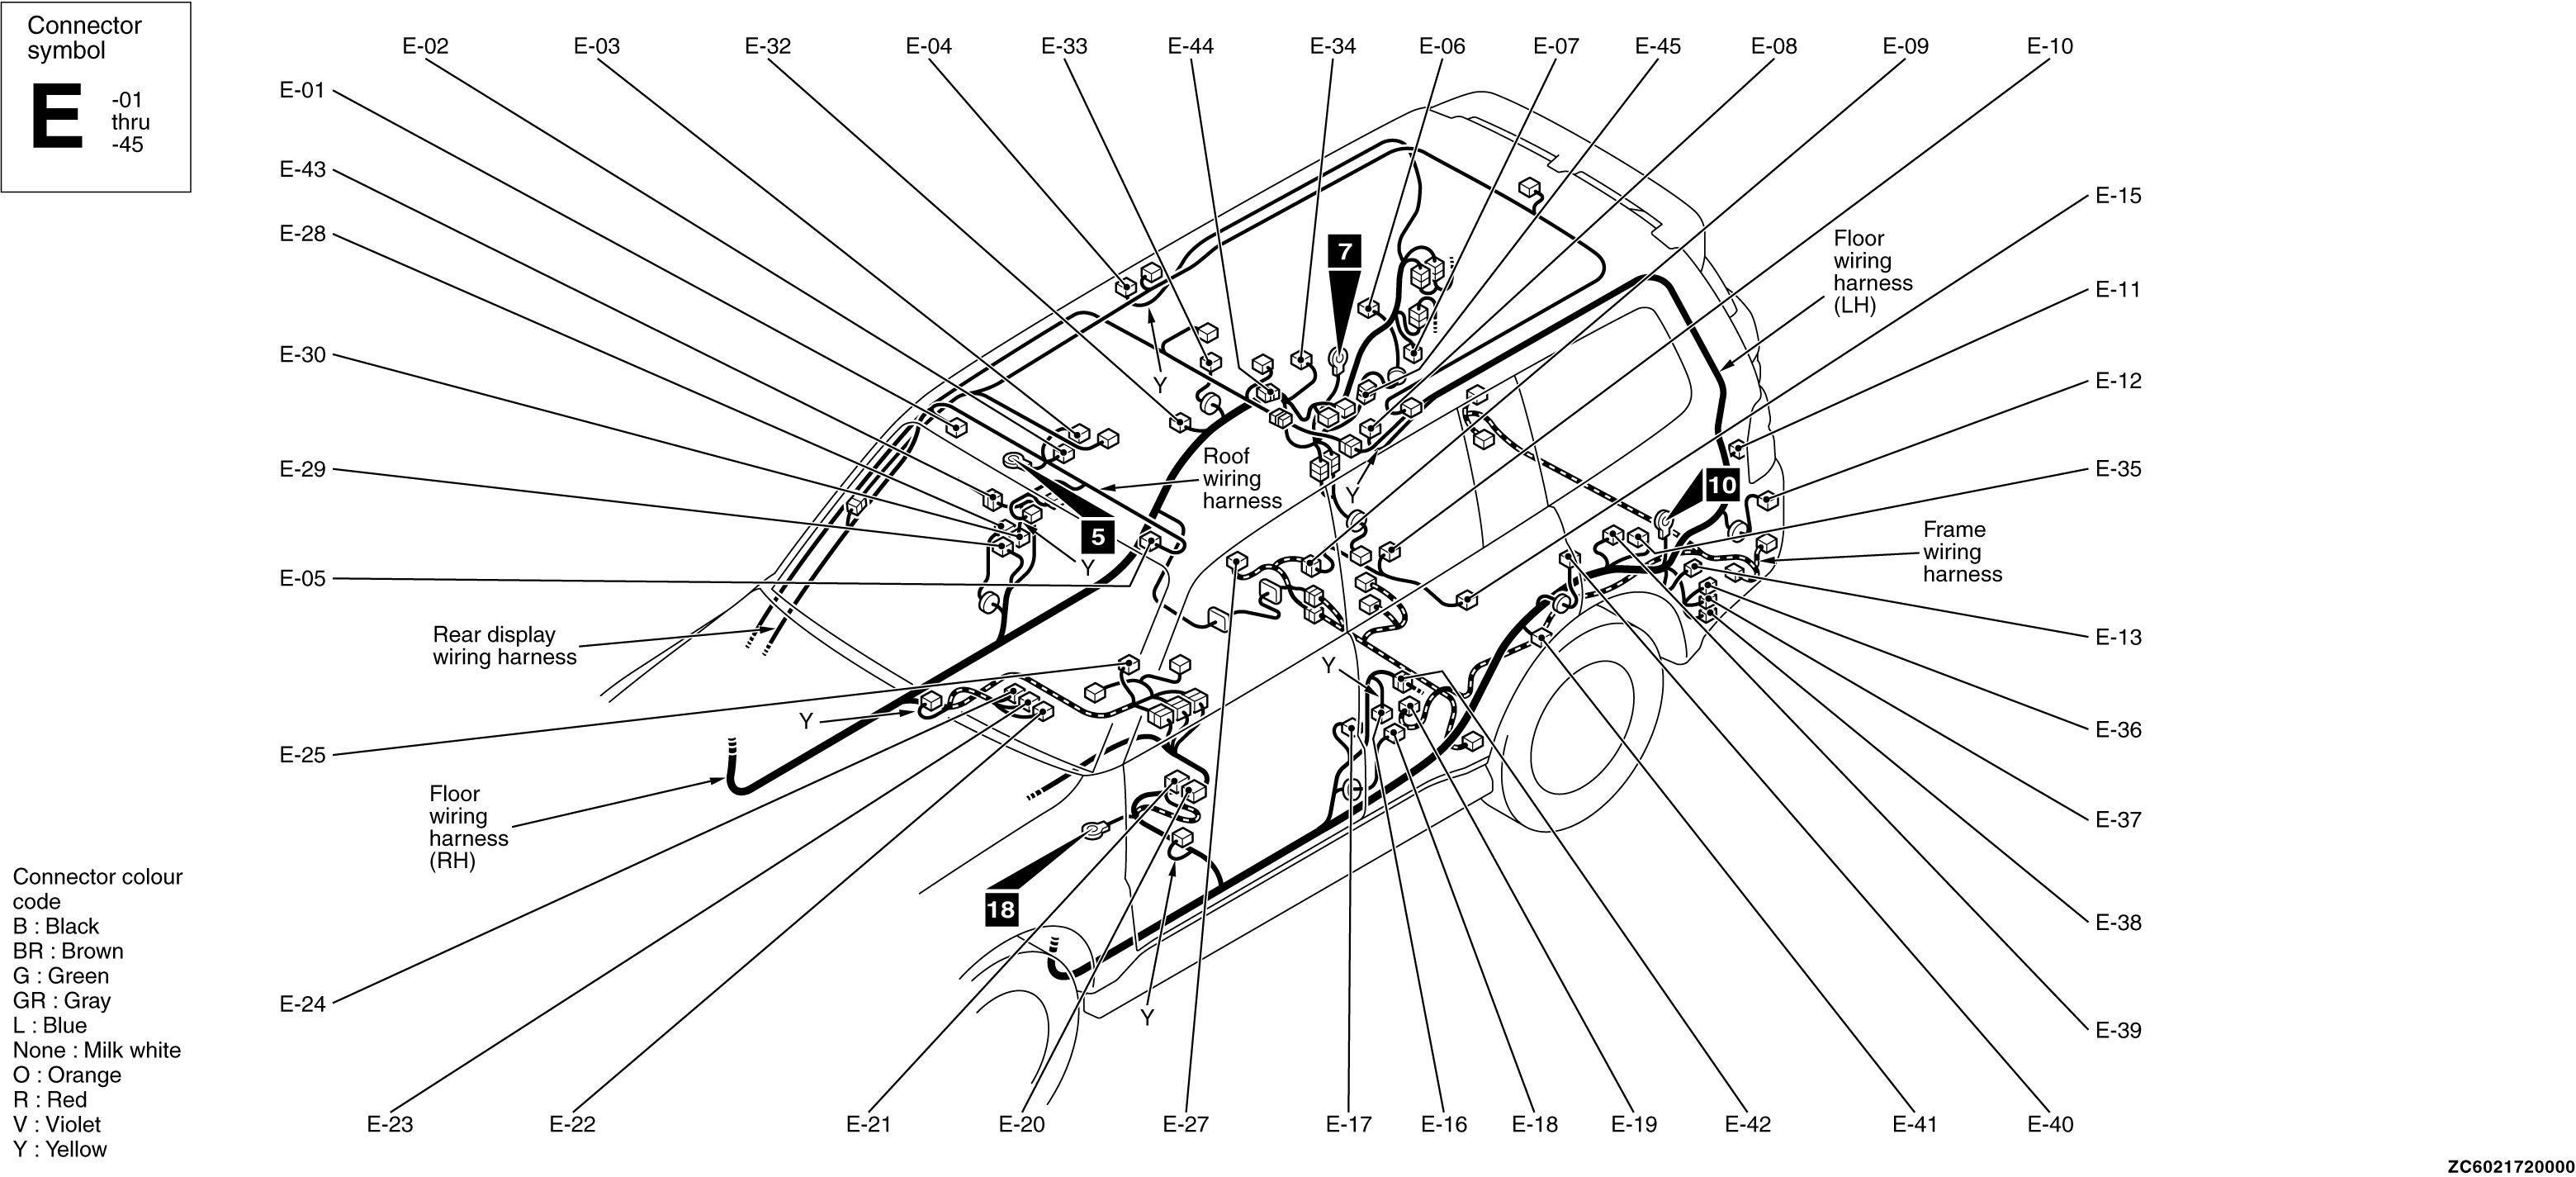 Connector
symbol
E
-01
thru
-45
E-02
E-03
E-32
E-04
E-33
E-44
E-34
E-06
E-07
E-45
E-08
E-09
E-10
E-01
E-43
E-28
E-30
E-29
E-05
E-25
E-24
E-15
E-11
E-12
E-35
E-13
E-36
E-37
E-38
E-39
Floor
wiring
harness
(LH)
7
Y
Roof
wiring
harness
5
Y
Y
10
Frame
wiring
harness
Rear display
wiring harness
Y
Y
Floor
wiring
harness
(RH)
18
Y
E-23
E-22
E-21
E-20
E-27
E-17
E-16
E-18
E-19
E-42
E-41
E-40
Connector colour
code
B : Black
BR : Brown
G : Green
GR : Gray
L : Blue
None : Milk white
O : Orange
R : Red
V : Violet
Y : Yellow
ZC6021720000